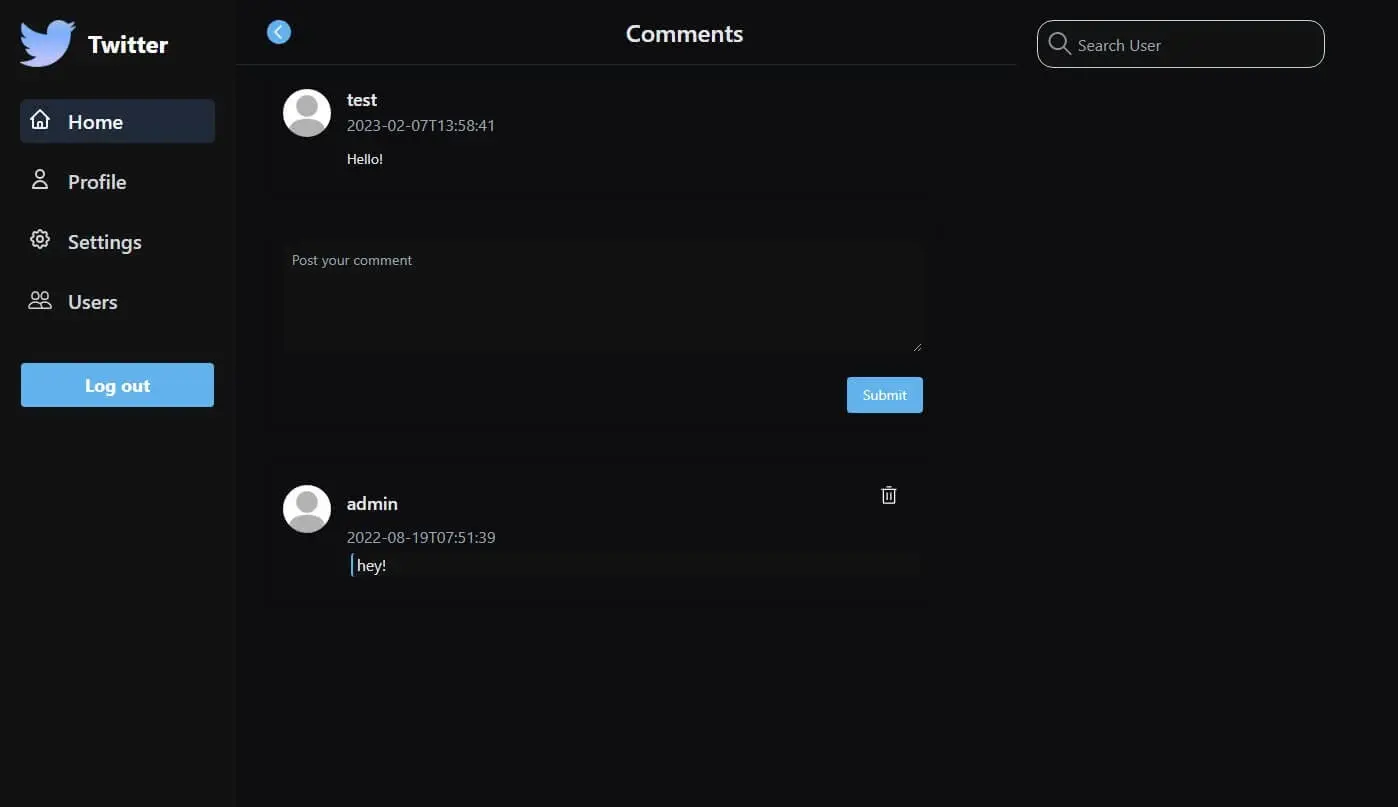 Twitter
Home
Profile
Settings
Users
Log out
Comments
test
2023-02-07T13:58:41
Hello!
Post your comment
Submit
admin
2022-08-19T07:51:39
hey!
Search User